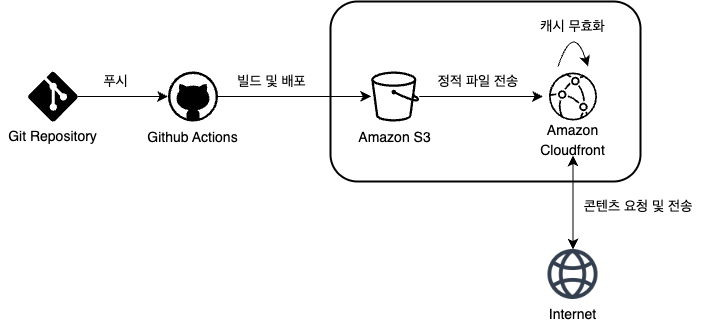 캐시 무효화
푸시
빌드 및 배포
정적 파일 전송
Git Repository
Github Actions
Amazon S3
Amazon
Cloudfront
콘텐츠 요청 및 전송
Internet